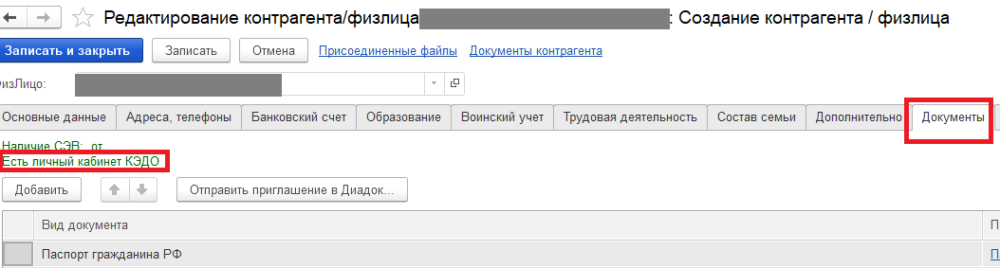 Редактирование контрагента/физлица : Создание контрагента / физлица
Записать и закрыть Записать Отмена Присоединенные файлы Документы контрагента
изЛицо:
Основные данные Адреса, телефоны Банковский счет Образование Воинский учет Трудовая деятельность Состав семьи Дополнительно Документы
Наличие СЭВ: от
Есть личный кабинет КЭДО
Добавить Отправить приглашение в Диадок...
Вид документа П
Паспорт гражданина РФ П